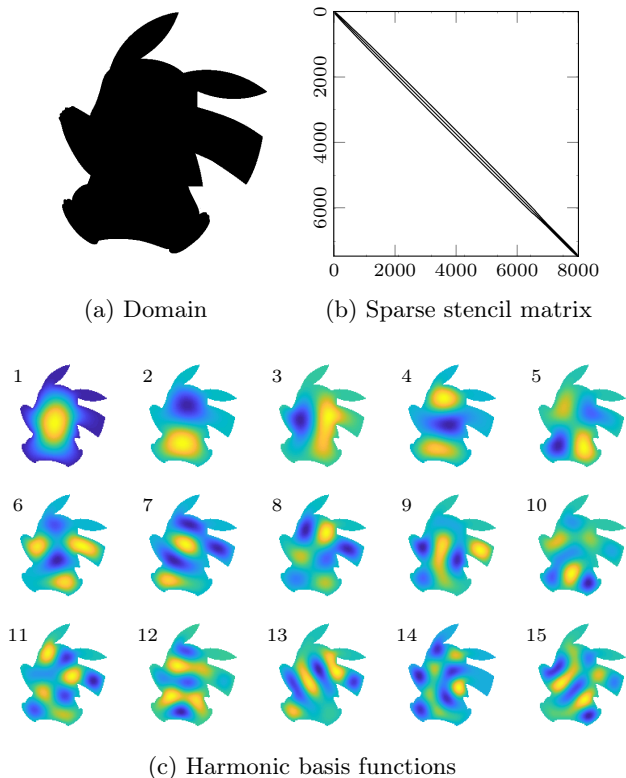 0
2000
4000
6000
0 2000 4000 6000 8000
(a) Domain
(b) Sparse stencil matrix
1 2 3 4 5
6 7 8 9 10
11 12 13 14 15
(c) Harmonic basis functions